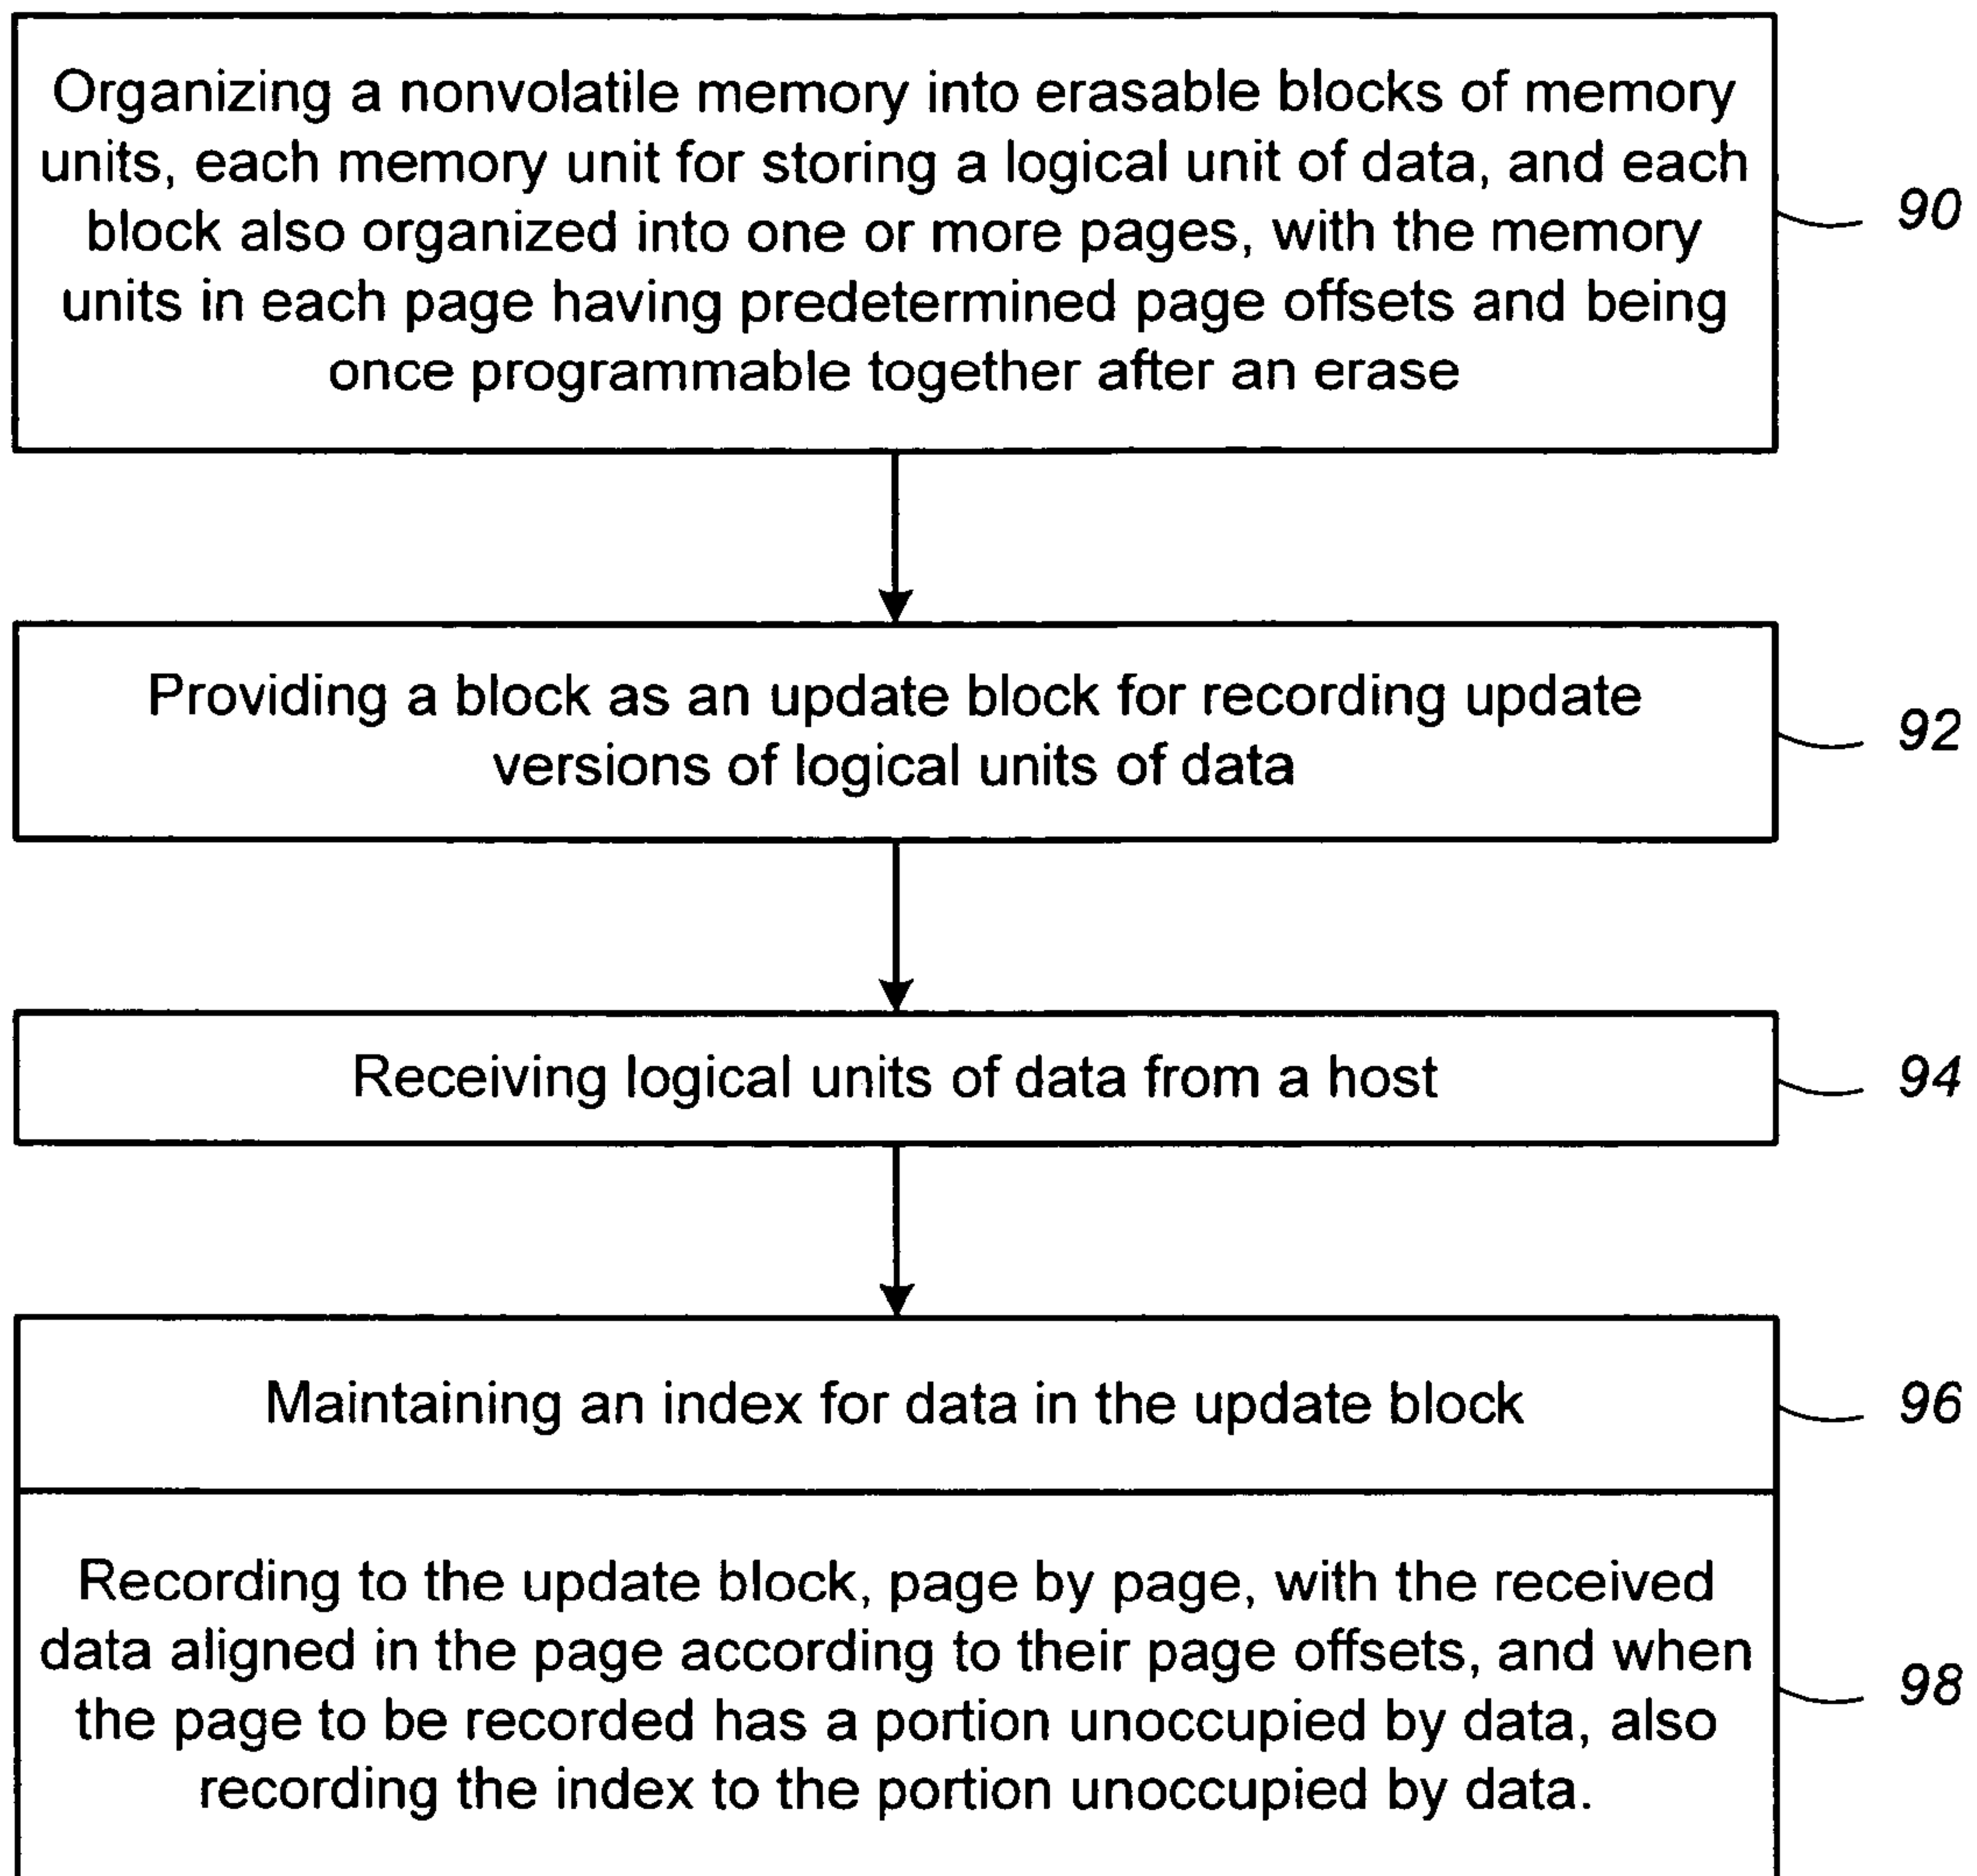 Organizing a nonvolatile memory into erasable blocks of memory
units, each memory unit for storing a logical unit of data, and each
block also organized into one or more pages, with the memory
units in each page having predetermined page offsets and being
once programmable together after an erase
90
Providing a block as an update block for recording update
versions of logical units of data
92
Receiving logical units of data from a host
94
Maintaining an index for data in the update block
96
Recording to the update block, page by page, with the received
data aligned in the page according to their page offsets, and when
the page to be recorded has a portion unoccupied by data, also
recording the index to the portion unoccupied by data.
98